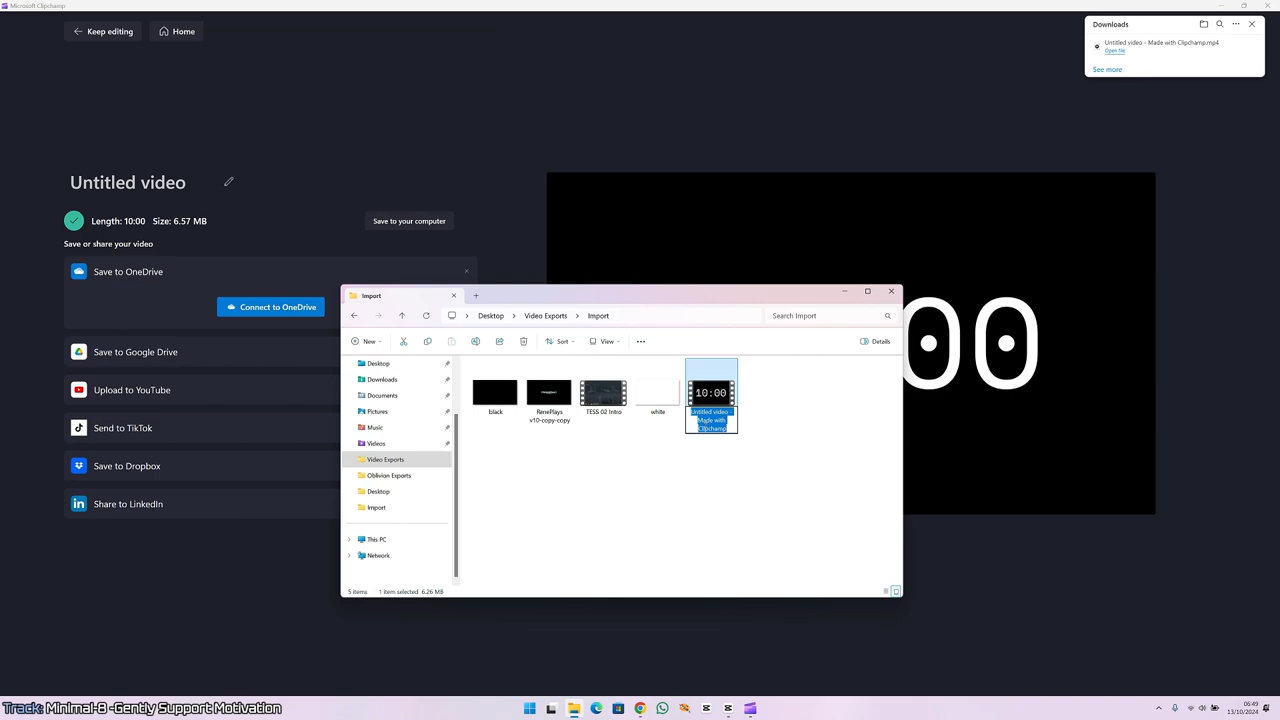 Microsoft Clipchamp
Keep editing
Home
Downloads
Untitled video - Made with Clipchamp.mp4
Open file
See more
Untitled video
Length: 10:00 Size: 6.57 MB
Save to your computer
Save or share your video
Save to OneDrive
Connect to OneDrive
Save to Google Drive
Upload to YouTube
Send to TikTok
Save to Dropbox
Share to LinkedIn
00
Import
Desktop > Video Exports > Import
Search Import
New
Sort
View
Details
Desktop
Downloads
Documents
Pictures
Music
Videos
Video Exports
Oblivion Exports
Desktop
Import
This PC
Network
black
RenePlays
v10-copy-copy
TESS 02 Intro
white
10:00
Untitled video -
Made with
Clipchamp
5 items 1 item selected 6.26 MB
Track: Minimal-8 -Gently Support Motivation
06:49
13/10/2024